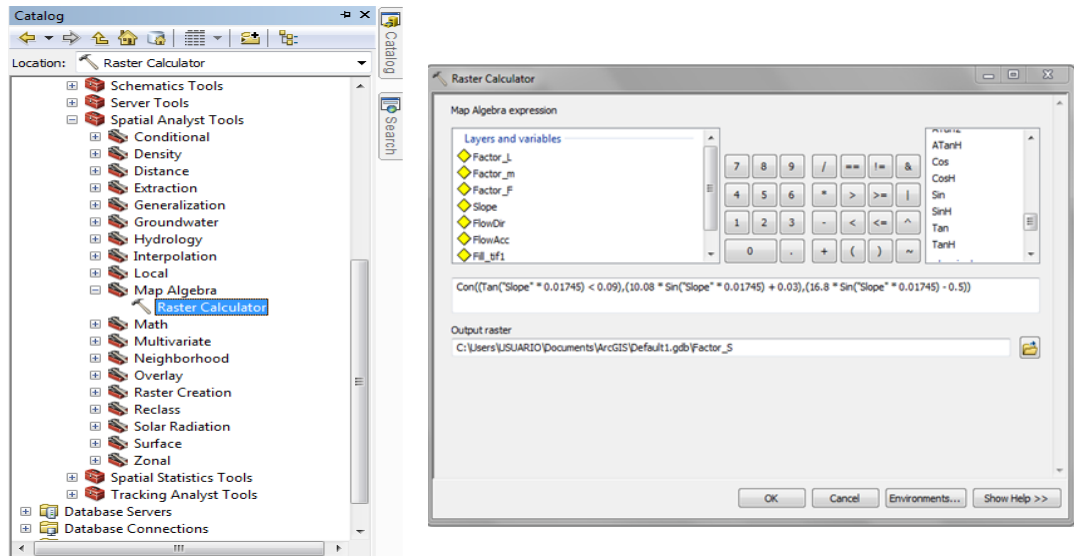 Catalog
Location: Raster Calculator
Schematics Tools
Server Tools
Spatial Analyst Tools
Conditional
Density
Distance
Extraction
Generalization
Groundwater
Hydrology
Interpolation
Local
Map Algebra
Raster Calculator
Math
Multivariate
Neighborhood
Overlay
Raster Creation
Reclass
Solar Radiation
Surface
Zonal
Spatial Statistics Tools
Tracking Analyst Tools
Database Servers
Database Connections
Catalog
Search
Raster Calculator
Map Algebra expression
Layers and variables
Factor_L
Factor_m
Factor_F
Slope
FlowDir
FlowAcc
Fill_tif1
7 8 9 / == != &
4 5 6 * > >= |
1 2 3 - < <= ^
0 . + ( ) ~
ATanH
Cos
CosH
Sin
SinH
Tan
TanH
Con((Tan("Slope" * 0.01745) < 0.09),(10.08 * Sin("Slope" * 0.01745) + 0.03),(16.8 * Sin("Slope" * 0.01745) - 0.5))
Output raster
C:\Users\USUARIO\Documents\ArcGIS\Default1.gdb\Factor_S
OK Cancel Environments... Show Help >>